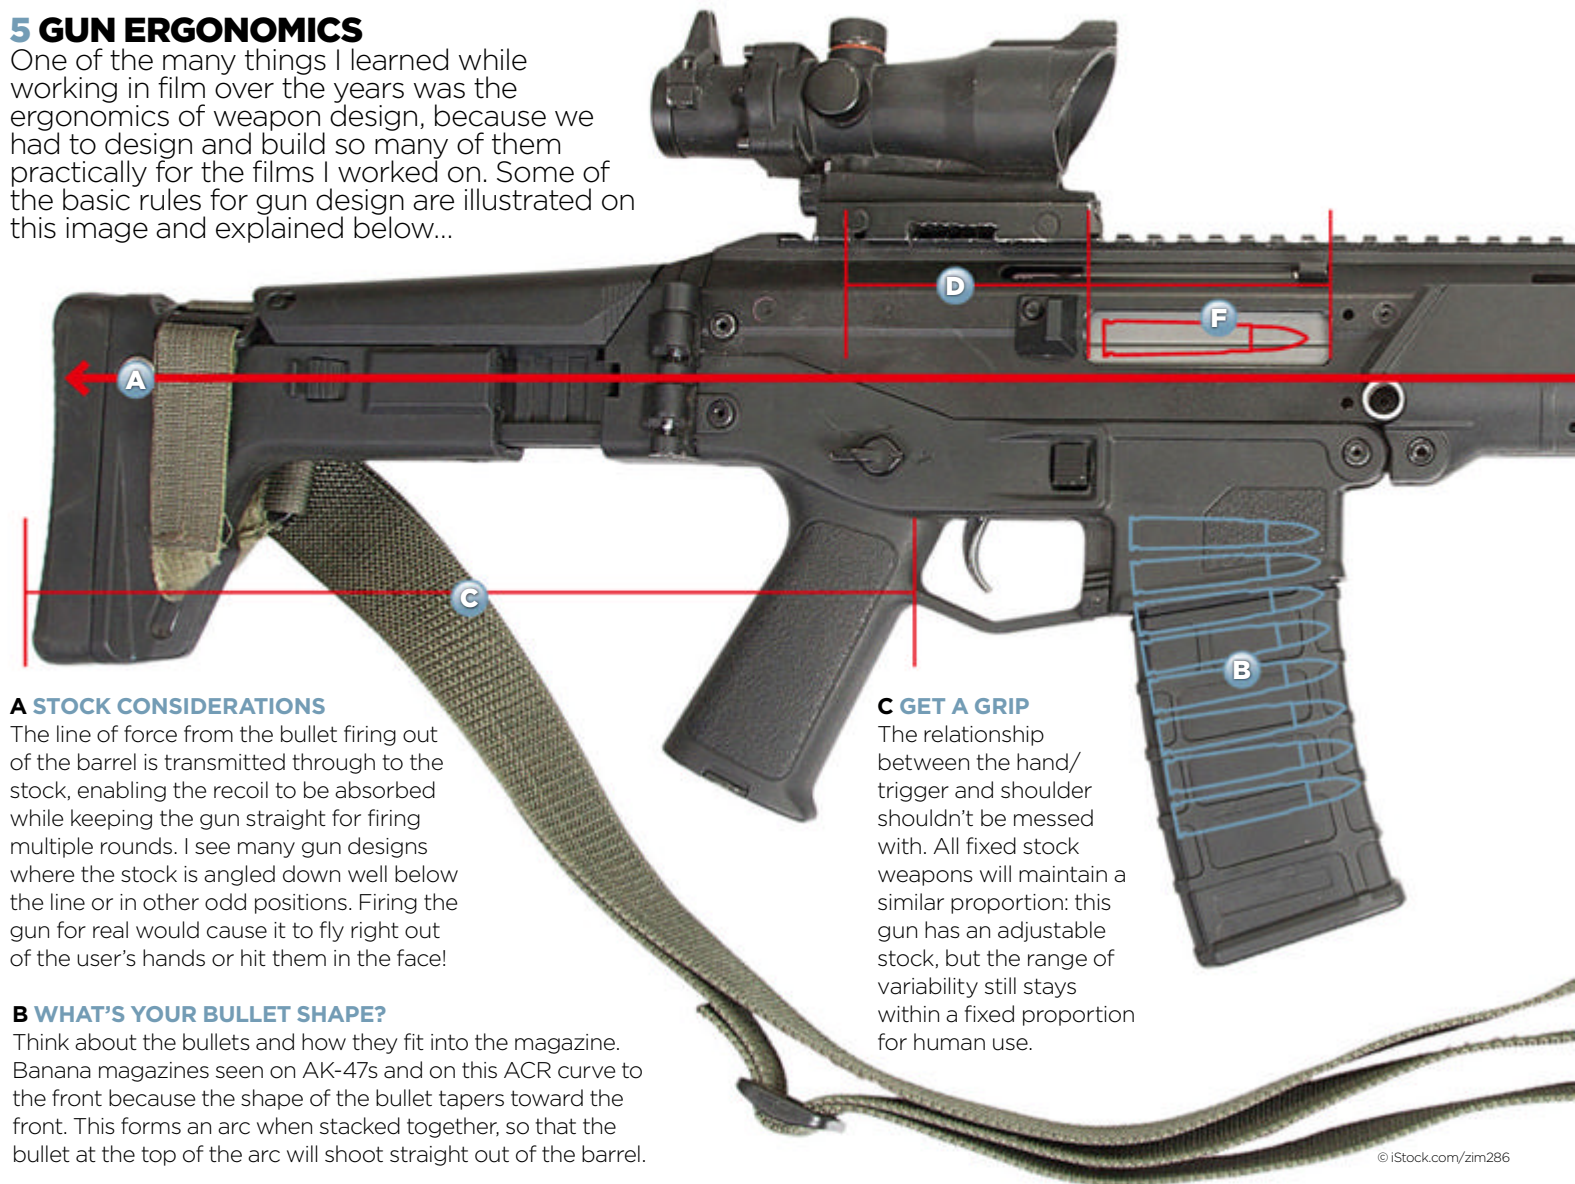 5 GUN ERGONOMICS
One of the many things I learned while
working in film over the years was the
ergonomics of weapon design, because we
had to design and build so many of them
practically for the films I worked on. Some of
the basic rules for gun design are illustrated on
this image and explained below...
D
F
A
C
B
A STOCK CONSIDERATIONS
The line of force from the bullet firing out
of the barrel is transmitted through to the
stock, enabling the recoil to be absorbed
while keeping the gun straight for firing
multiple rounds. I see many gun designs
where the stock is angled down well below
the line or in other odd positions. Firing the
gun for real would cause it to fly right out
of the user's hands or hit them in the face!
B WHAT'S YOUR BULLET SHAPE?
Think about the bullets and how they fit into the magazine.
Banana magazines seen on AK-47s and on this ACR curve to
the front because the shape of the bullet tapers toward the
front. This forms an arc when stacked together, so that the
bullet at the top of the arc will shoot straight out of the barrel.
C GET A GRIP
The relationship
between the hand/
trigger and shoulder
shouldn't be messed
with. All fixed stock
weapons will maintain a
similar proportion: this
gun has an adjustable
stock, but the range of
variability still stays
within a fixed proportion
for human use.
© iStock.com/zim286